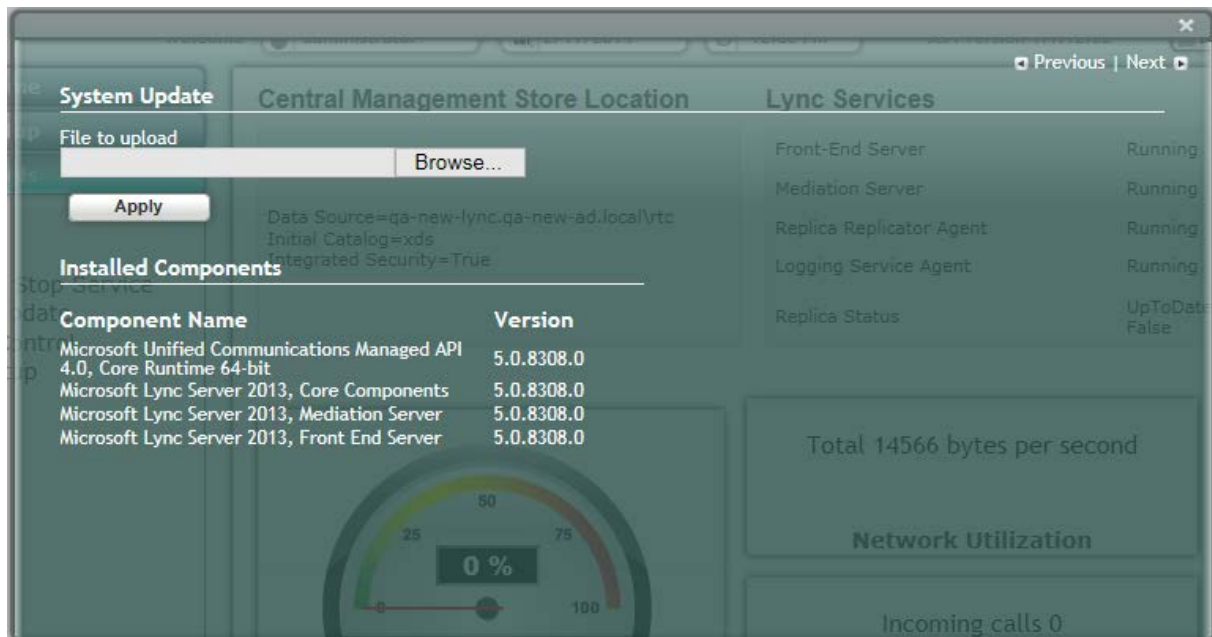 Previous | Next
System Update
Central Management Store Location
Lync Services
File to upload
Browse...
Apply
Front-End Server Running
Mediation Server Running
Replica Replicator Agent Running
Logging Service Agent Running
Replica Status UpToDate
False
Data Source=qa-new-lync.qa-new-ad.local\rtc
Initial Catalog=xds
Integrated Security=True
Installed Components
Stop Service
Component Name Version
Microsoft Unified Communications Managed API
4.0, Core Runtime 64-bit 5.0.8308.0
Microsoft Lync Server 2013, Core Components 5.0.8308.0
Microsoft Lync Server 2013, Mediation Server 5.0.8308.0
Microsoft Lync Server 2013, Front End Server 5.0.8308.0
0
25
50
75
100
0 %
Total 14566 bytes per second
Network Utilization
Incoming calls 0